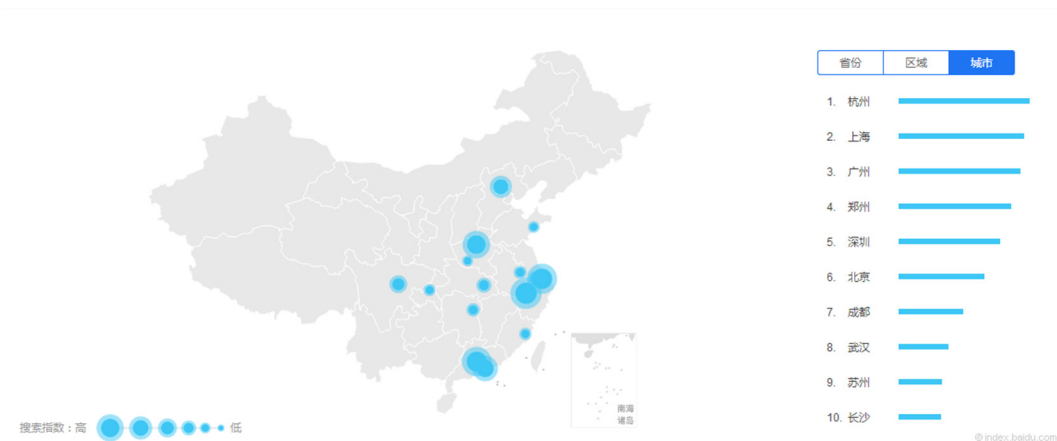 省份 区域 城市
1. 杭州
2. 上海
3. 广州
4. 郑州
5. 深圳
6. 北京
7. 成都
8. 武汉
9. 苏州
10. 长沙
南海
诸岛
搜索指数：高 低
©index.baidu.com